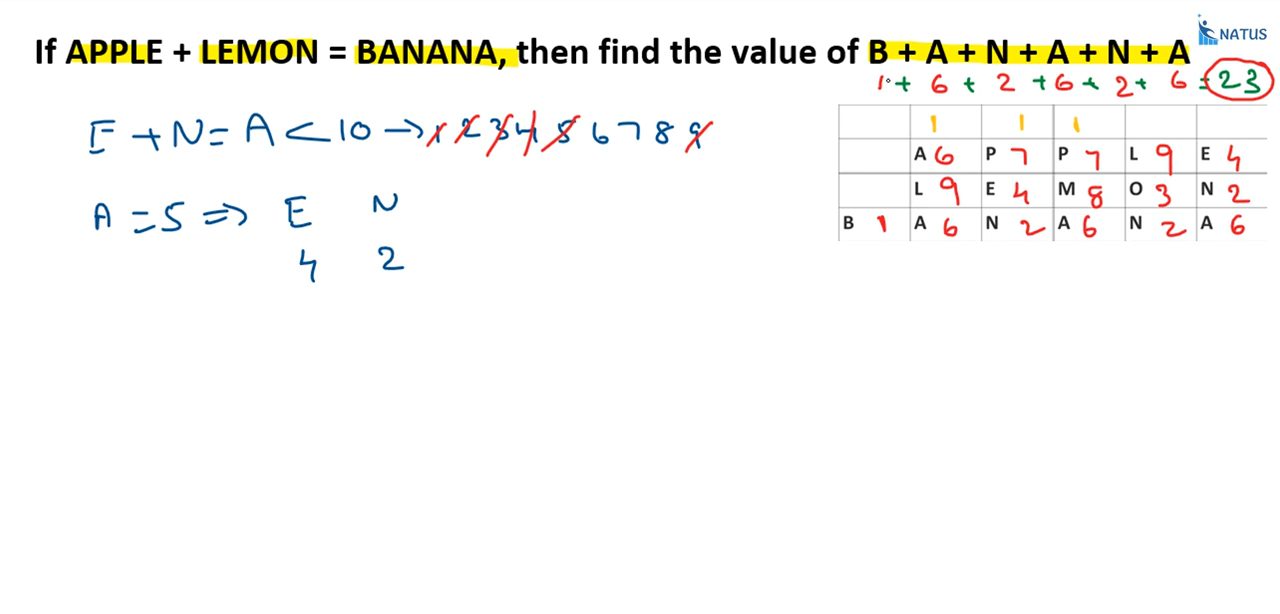 NATUS
If APPLE + LEMON = BANANA, then find the value of B + A + N + A + N + A
1 + 6 + 2 + 6 + 2 + 6 = 23
E + N = A < 10 → 1 2 3 4 5 6 7 8 9
1 1 1
A 6 P 7 P 7 L 9 E 4
L 9 E 4 M 8 O 3 N 2
B 1 A 6 N 2 A 6 N 2 A 6
A = 5 ⇒ E N
4 2